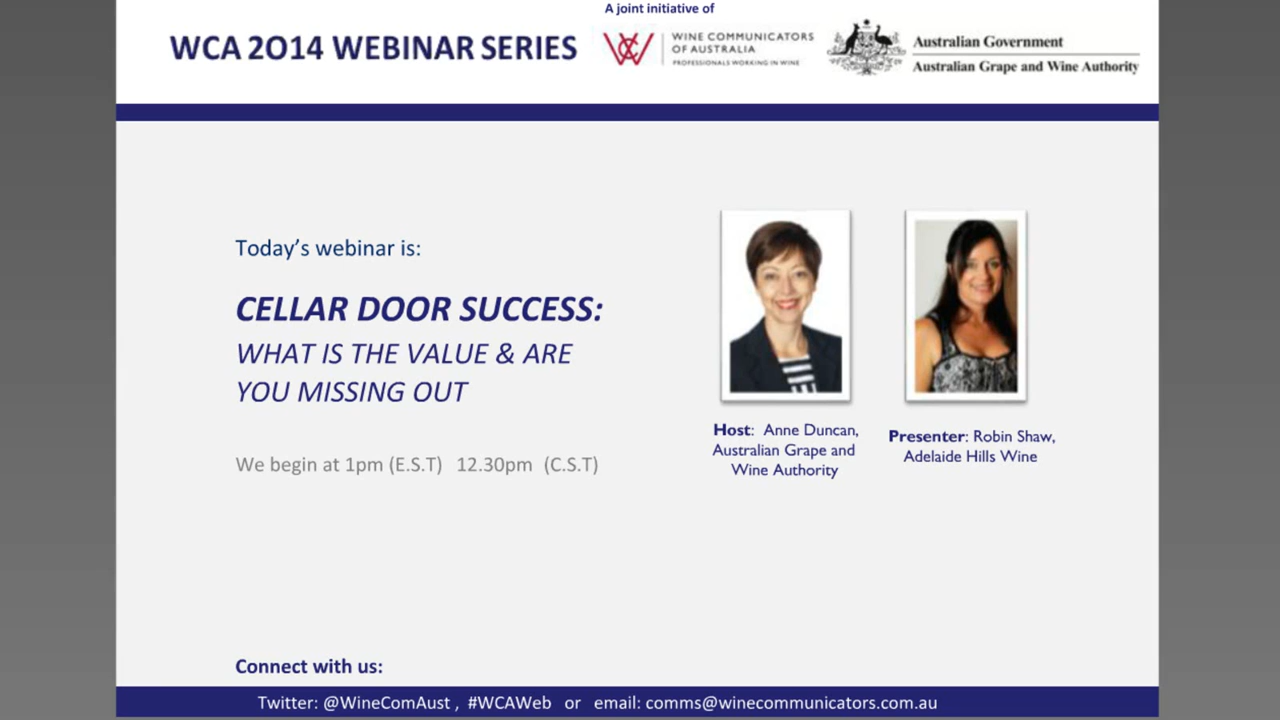 A joint initiative of
WCA 2014 WEBINAR SERIES
WINE COMMUNICATORS
OF AUSTRALIA
PROFESSIONALS WORKING IN WINE
Australian Government
Australian Grape and Wine Authority
Today's webinar is:
CELLAR DOOR SUCCESS:
WHAT IS THE VALUE & ARE
YOU MISSING OUT
We begin at 1pm (E.S.T) 12.30pm (C.S.T)
Host: Anne Duncan,
Australian Grape and
Wine Authority
Presenter: Robin Shaw,
Adelaide Hills Wine
Connect with us:
Twitter: @WineComAust , #WCAWeb or email: comms@winecommunicators.com.au